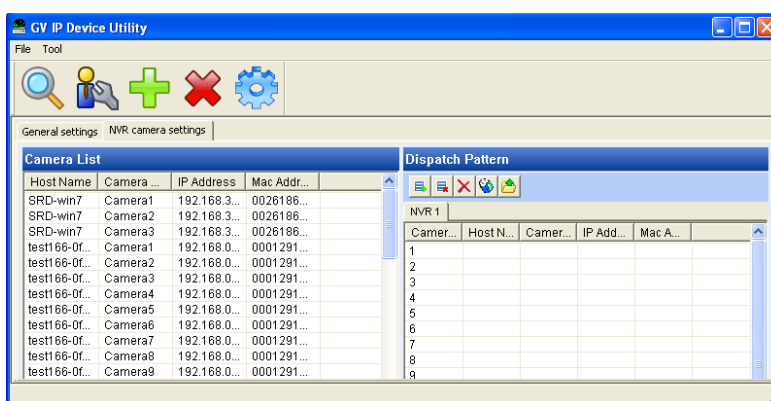 GV IP Device Utility
File Tool
General settings NVR camera settings
Camera List
Host Name Camera ... IP Address Mac Addr...
SRD-win7 Camera1 192.168.3... 0026186...
SRD-win7 Camera2 192.168.3... 0026186...
SRD-win7 Camera3 192.168.3... 0026186...
test166-0f... Camera1 192.168.0... 0001291...
test166-0f... Camera2 192.168.0... 0001291...
test166-0f... Camera3 192.168.0... 0001291...
test166-0f... Camera4 192.168.0... 0001291...
test166-0f... Camera5 192.168.0... 0001291...
test166-0f... Camera6 192.168.0... 0001291...
test166-0f... Camera7 192.168.0... 0001291...
test166-0f... Camera8 192.168.0... 0001291...
test166-0f... Camera9 192.168.0... 0001291...
Dispatch Pattern
NVR 1
Camer... Host N... Camer... IP Add... Mac A...
1
2
3
4
5
6
7
8
9